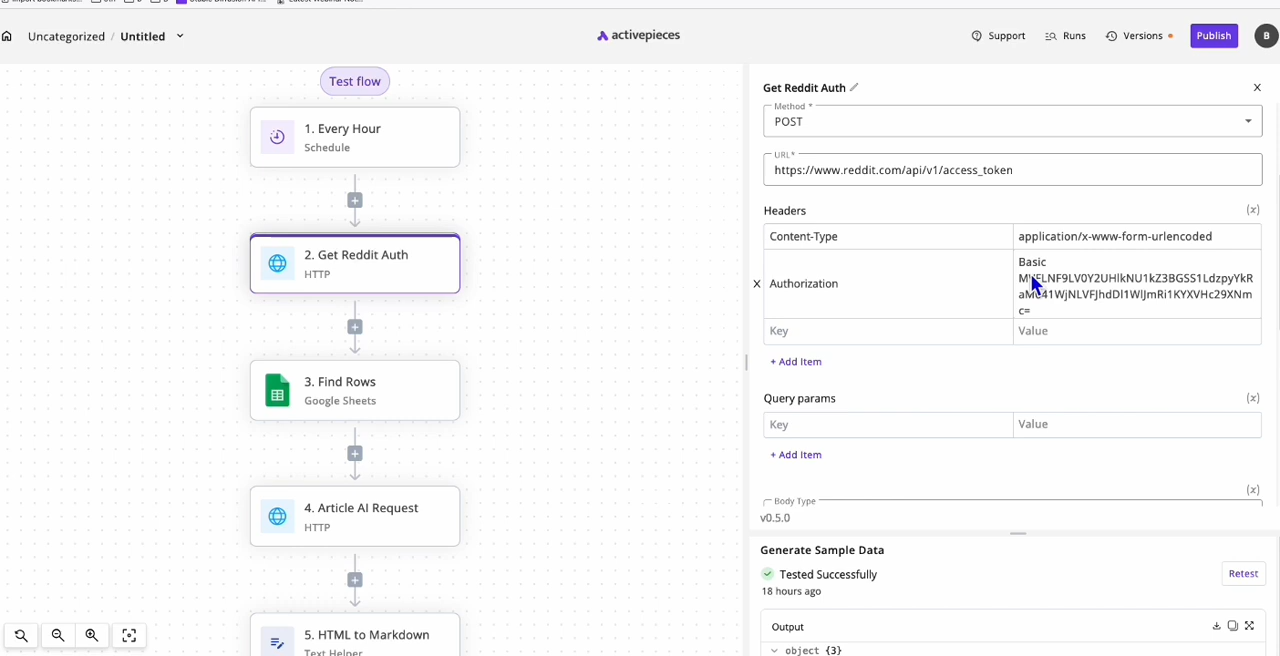 Uncategorized / Untitled
activepieces
Support
Runs
Versions
Publish
B
Test flow
1. Every Hour
Schedule
2. Get Reddit Auth
HTTP
3. Find Rows
Google Sheets
4. Article AI Request
HTTP
5. HTML to Markdown
Text Helper
Get Reddit Auth
Method *
POST
URL*
https://www.reddit.com/api/v1/access_token
Headers
(x)
Content-Type
application/x-www-form-urlencoded
X Authorization
Basic
c=
Key
Value
+ Add Item
Query params
(x)
Key
Value
+ Add Item
(x)
Body Type
v0.5.0
Generate Sample Data
Tested Successfully
Retest
18 hours ago
Output
object {3}